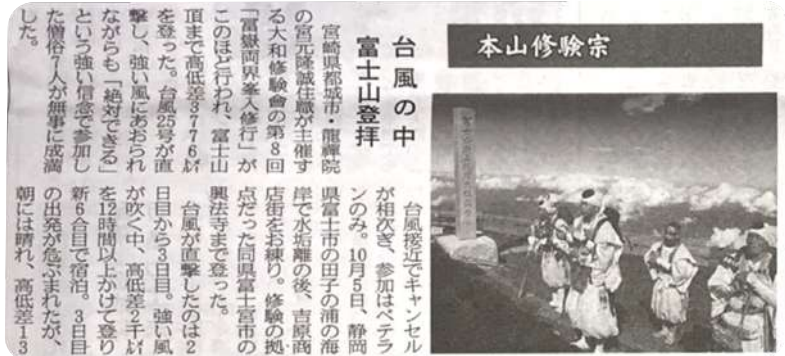 本山修験宗
台風の中
富士山登拝
宮崎県都城市・龍禪院
の宮元隆誠住職が主催す
る大和修験會の第8回
「冨嶽両界峯入修行」が
このほど行われ、富士山
頂まで高低差3776㍍
を登った。台風25号が直
撃し、強い風にあおられ
ながらも「絶対できる」
という強い信念で参加し
た僧俗7人が無事に成満
した。
台風接近でキャンセル
が相次ぎ、参加はベテラ
ンのみ。10月5日、静岡
県富士市の田子の浦の海
岸で水垢離の後、吉原商
店街をお練り。修験の拠
点だった同県富士宮市の
興法寺まで登った。
台風が直撃したのは2
日目から3日目。強い風
が吹く中、高低差2千㍍
を12時間以上かけて登り
新6合目で宿泊。3日目
の出発が危ぶまれたが、
朝には晴れ、高低差13